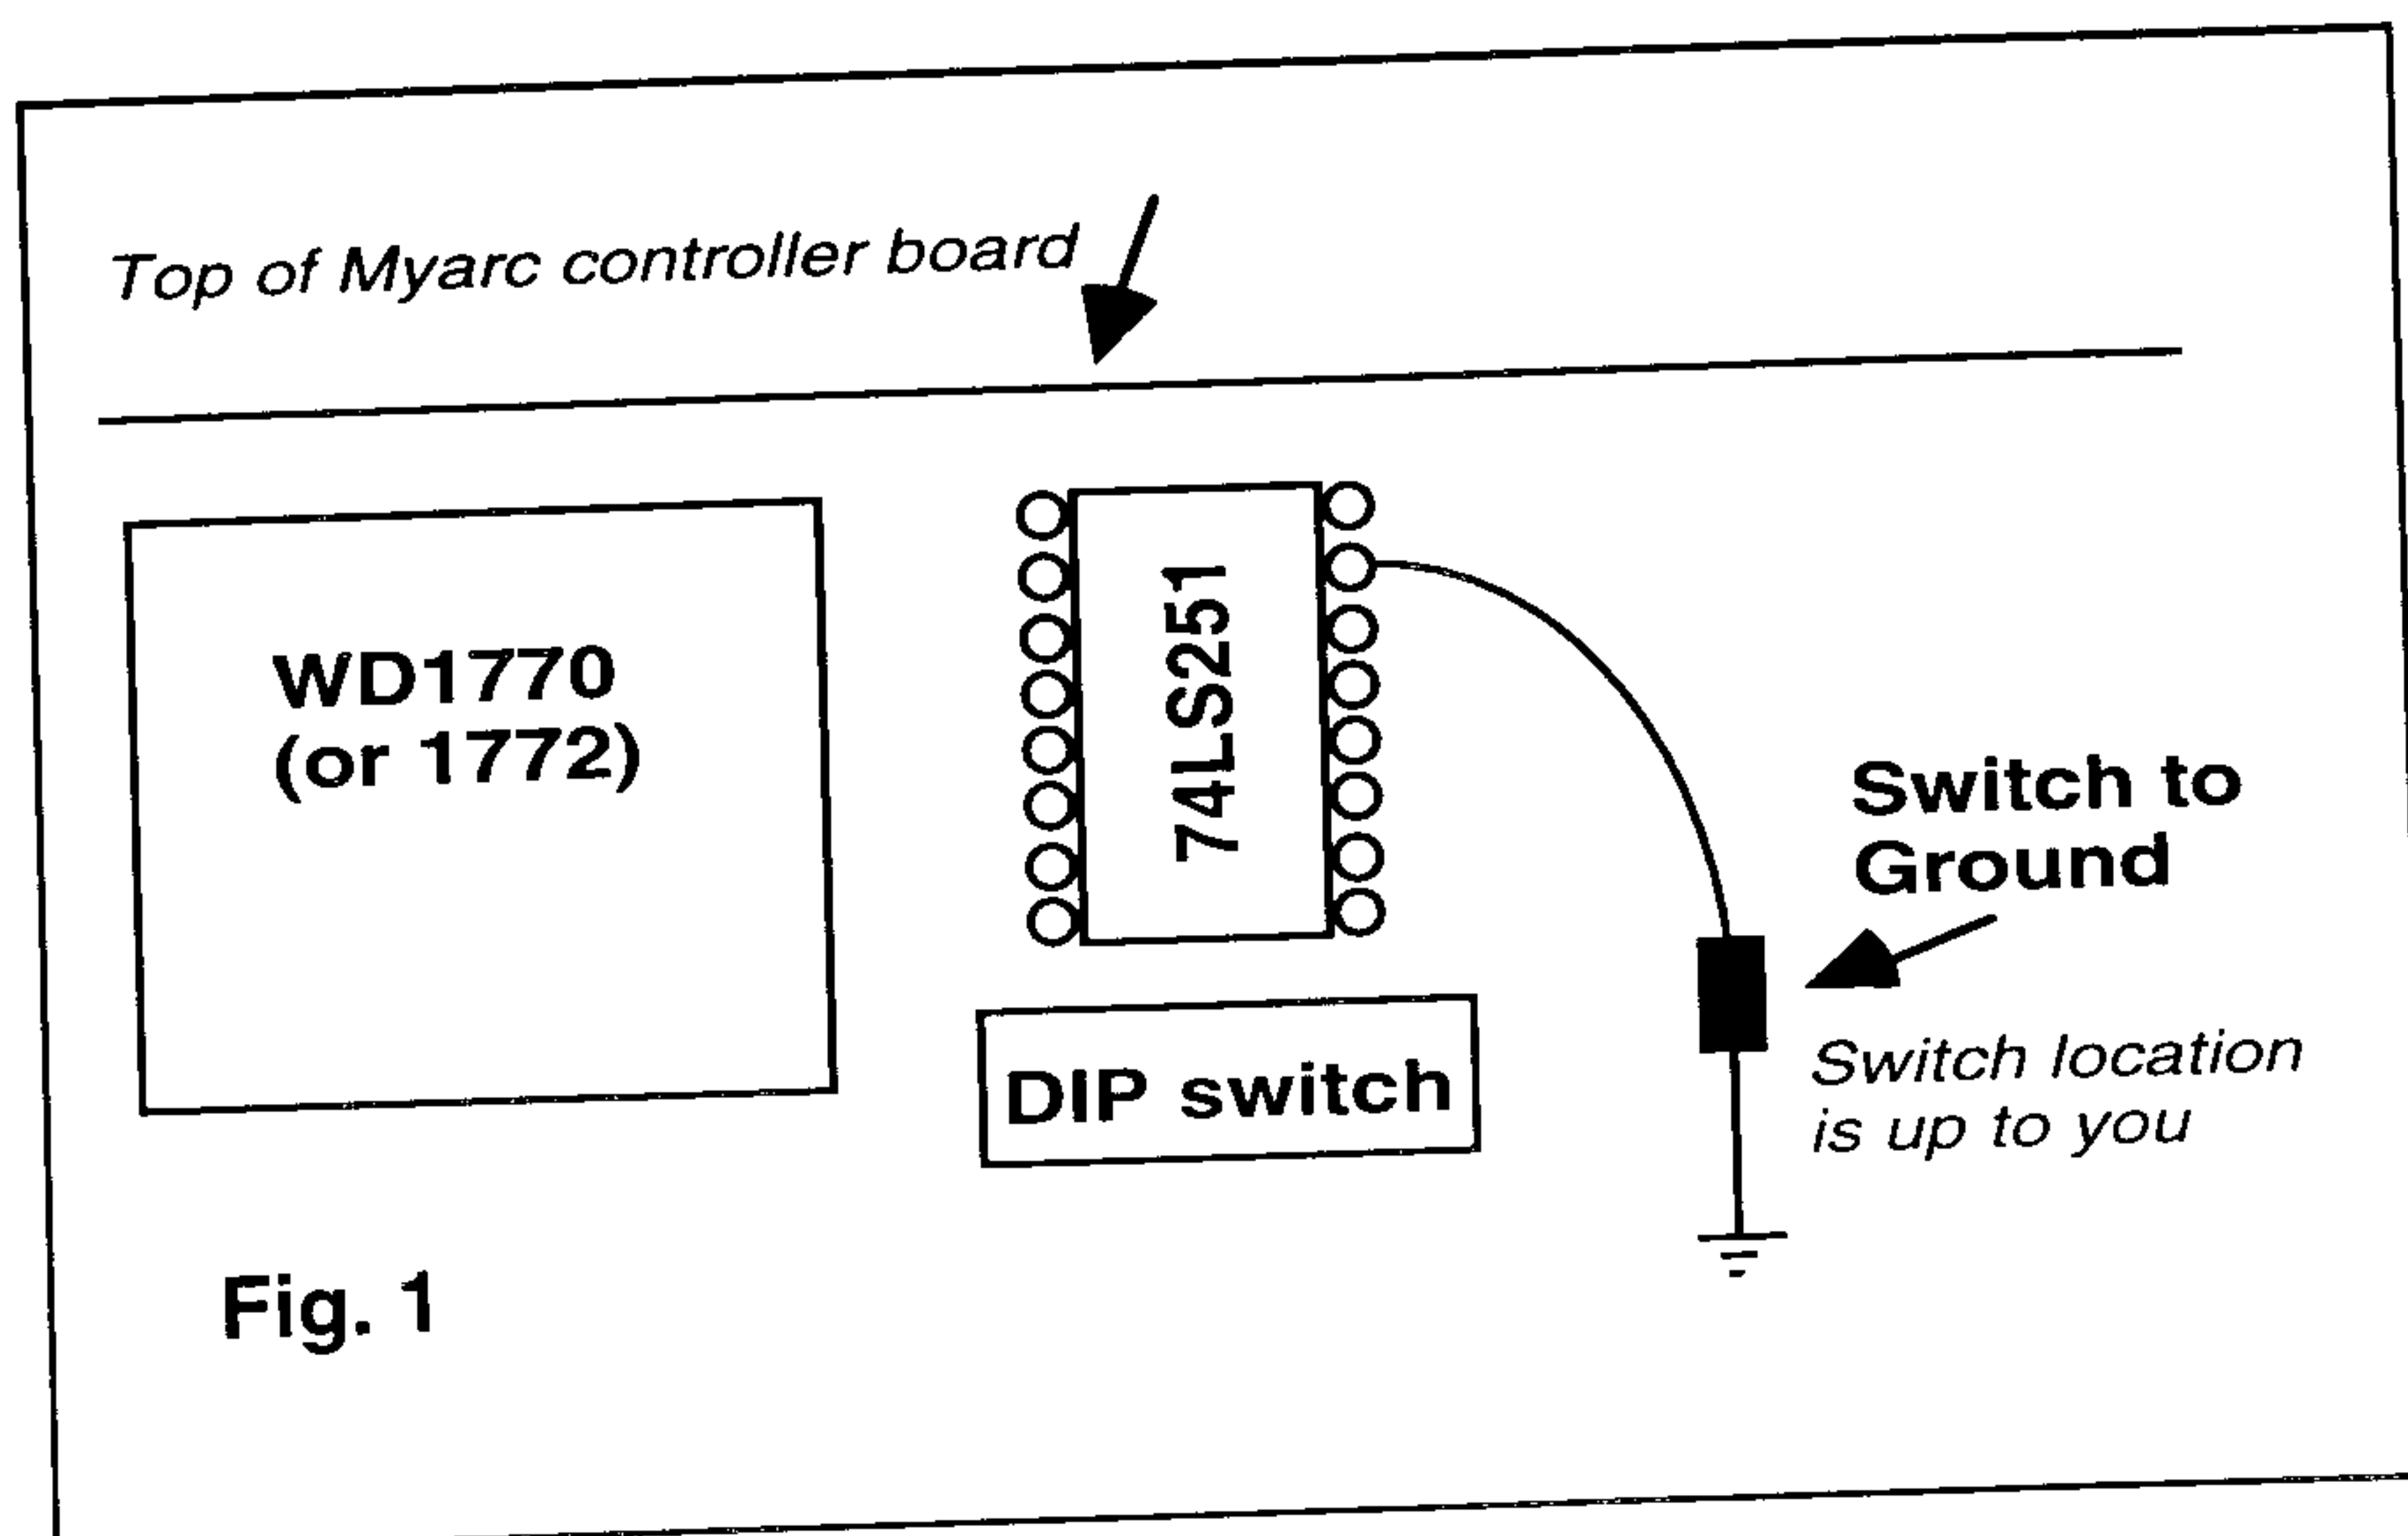 Top of Myarc controller board
WD1770
(or 1772)
74LS251
Switch to
Ground
Switch location
is up to you
DIP switch
Fig. 1